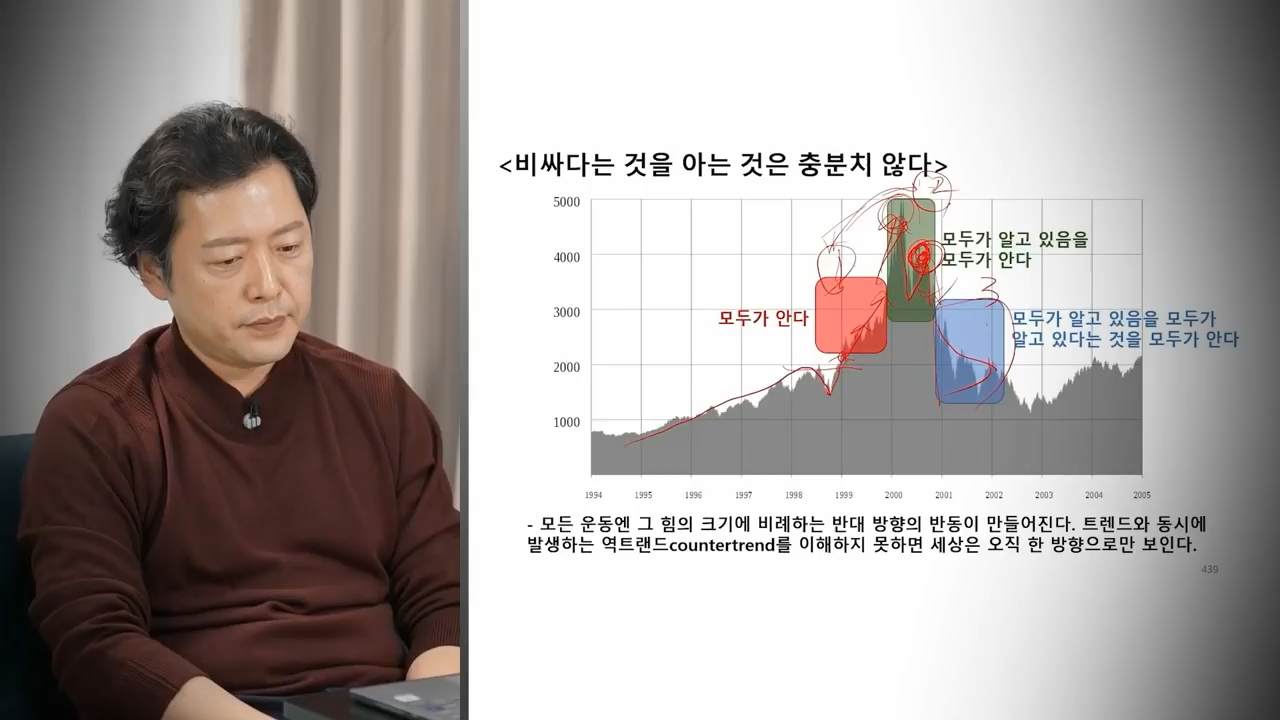 <비싸다는 것을 아는 것은 충분치 않다>
5000
4000
3000
2000
1000
모두가 안다
모두가 알고 있음을
모두가 안다
모두가 알고 있음을 모두가
알고 있다는 것을 모두가 안다
1
2
3
1994 1995 1996 1997 1998 1999 2000 2001 2002 2003 2004 2005
- 모든 운동엔 그 힘의 크기에 비례하는 반대 방향의 반동이 만들어진다. 트렌드와 동시에
발생하는 역트랜드countertrend를 이해하지 못하면 세상은 오직 한 방향으로만 보인다.
439